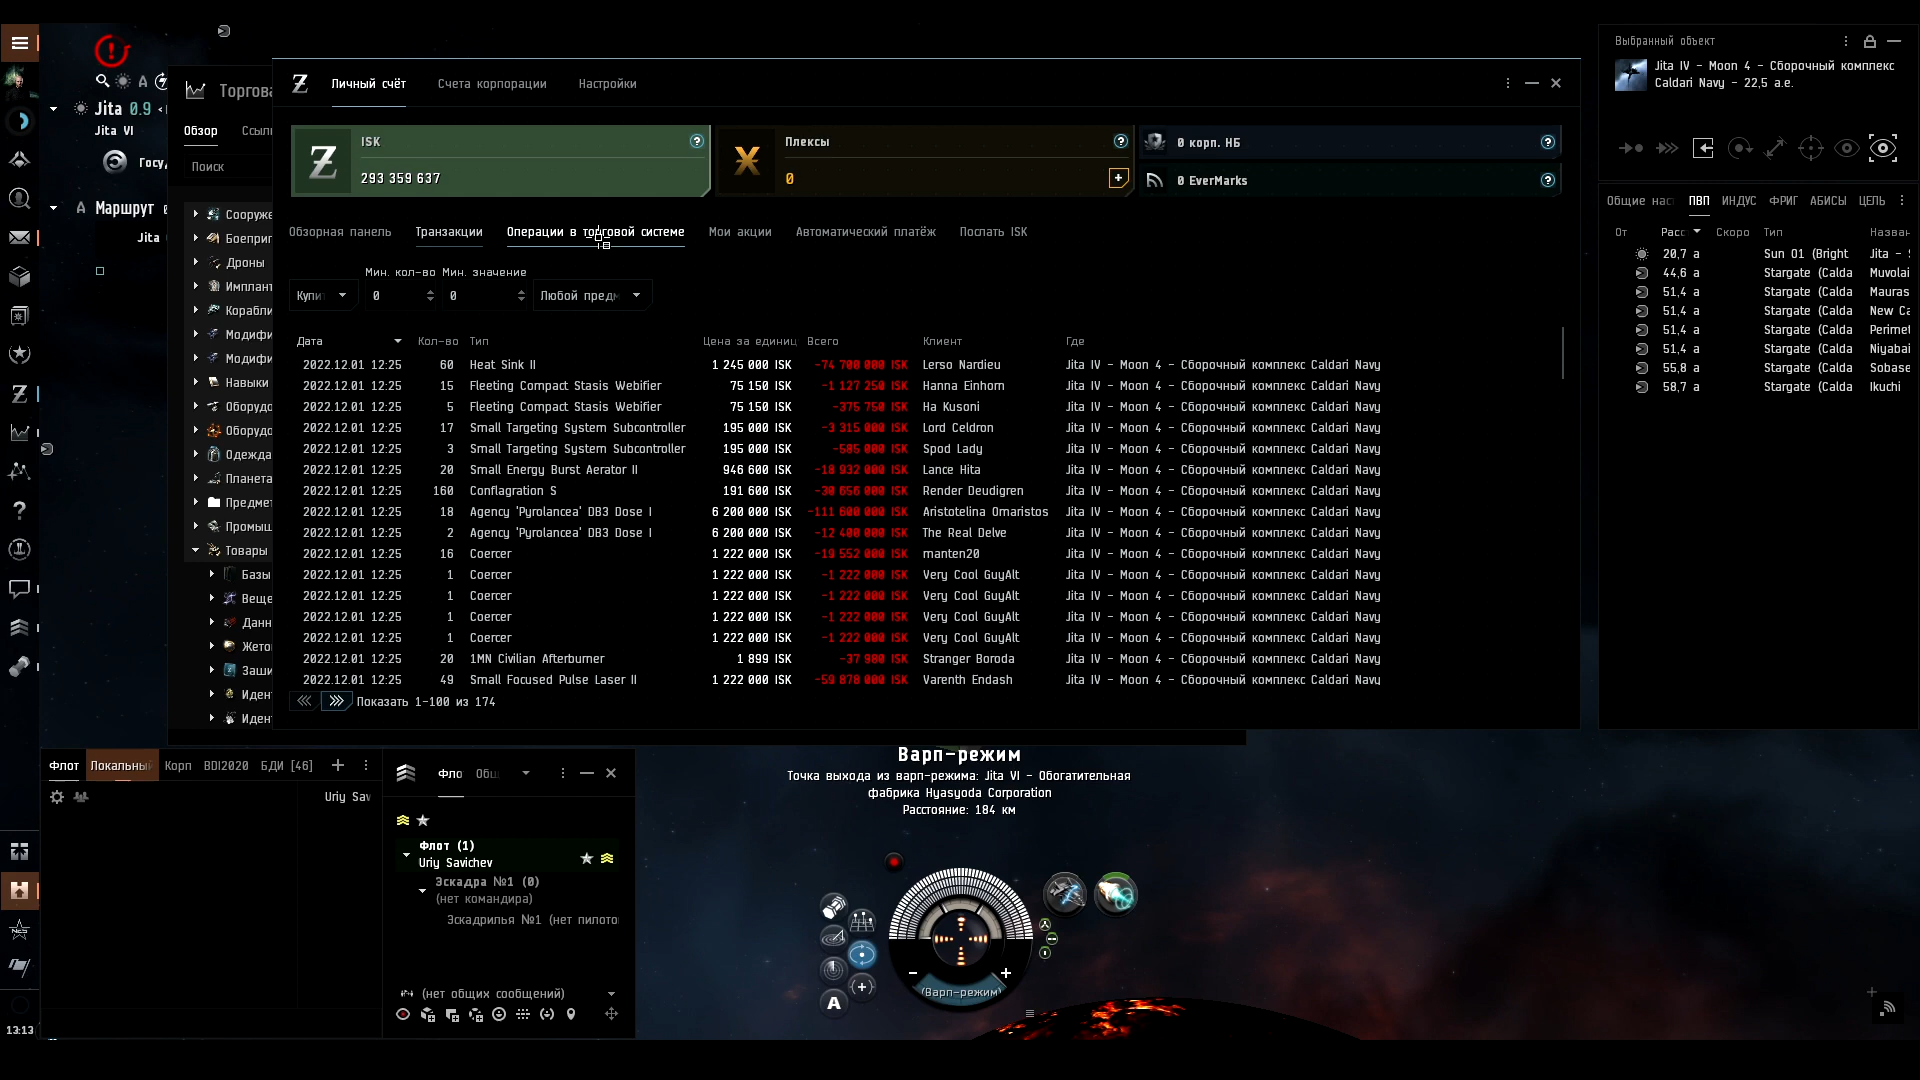 Личный счёт
Счета корпорации
Настройки
ISK
293 359 637
Плексы
0
0 корп. НБ
0 EverMarks
Обзорная панель
Транзакции
Операции в торговой системе
Мои акции
Автоматический платёж
Послать ISK
Мин. кол-во Мин. значение
Купи 0 0 Любой предм
Дата Кол-во Тип Цена за единиц Всего Клиент Где
2022.12.01 12:25 60 Heat Sink II 1 245 000 ISK -74 700 000 ISK Lerso Nardieu Jita IV - Moon 4 - Сборочный комплекс Caldari Navy
2022.12.01 12:25 15 Fleeting Compact Stasis Webifier 75 150 ISK -1 127 250 ISK Hanna Einhorn Jita IV - Moon 4 - Сборочный комплекс Caldari Navy
2022.12.01 12:25 5 Fleeting Compact Stasis Webifier 75 150 ISK -375 750 ISK Ha Kusoni Jita IV - Moon 4 - Сборочный комплекс Caldari Navy
2022.12.01 12:25 17 Small Targeting System Subcontroller 195 000 ISK -3 315 000 ISK Lord Celdron Jita IV - Moon 4 - Сборочный комплекс Caldari Navy
2022.12.01 12:25 3 Small Targeting System Subcontroller 195 000 ISK -585 000 ISK Spod Lady Jita IV - Moon 4 - Сборочный комплекс Caldari Navy
2022.12.01 12:25 20 Small Energy Burst Aerator II 946 600 ISK -18 932 000 ISK Lance Hita Jita IV - Moon 4 - Сборочный комплекс Caldari Navy
2022.12.01 12:25 160 Conflagration S 191 600 ISK -30 656 000 ISK Render Deudigren Jita IV - Moon 4 - Сборочный комплекс Caldari Navy
2022.12.01 12:25 18 Agency 'Pyrolancea' DB3 Dose I 6 200 000 ISK -111 600 000 ISK Aristotelina Omaristos Jita IV - Moon 4 - Сборочный комплекс Caldari Navy
2022.12.01 12:25 2 Agency 'Pyrolancea' DB3 Dose I 6 200 000 ISK -12 400 000 ISK The Real Delve Jita IV - Moon 4 - Сборочный комплекс Caldari Navy
2022.12.01 12:25 16 Coercer 1 222 000 ISK -19 552 000 ISK manten20 Jita IV - Moon 4 - Сборочный комплекс Caldari Navy
2022.12.01 12:25 1 Coercer 1 222 000 ISK -1 222 000 ISK Very Cool GuyAlt Jita IV - Moon 4 - Сборочный комплекс Caldari Navy
2022.12.01 12:25 1 Coercer 1 222 000 ISK -1 222 000 ISK Very Cool GuyAlt Jita IV - Moon 4 - Сборочный комплекс Caldari Navy
2022.12.01 12:25 1 Coercer 1 222 000 ISK -1 222 000 ISK Very Cool GuyAlt Jita IV - Moon 4 - Сборочный комплекс Caldari Navy
2022.12.01 12:25 1 Coercer 1 222 000 ISK -1 222 000 ISK Very Cool GuyAlt Jita IV - Moon 4 - Сборочный комплекс Caldari Navy
2022.12.01 12:25 20 1MN Civilian Afterburner 1 899 ISK -37 980 ISK Stranger Boroda Jita IV - Moon 4 - Сборочный комплекс Caldari Navy
2022.12.01 12:25 49 Small Focused Pulse Laser II 1 222 000 ISK -59 878 000 ISK Varenth Endash Jita IV - Moon 4 - Сборочный комплекс Caldari Navy
Показать 1-100 из 174
Jita 0.9 <
Jita VI
Госу
Маршрут
Jita
Торгова
Обзор Ссыл
Поиск
Сооруже
Боеприп
Дроны
Имплант
Корабли
Модифи
Модифи
Навыки
Оборудо
Оборудо
Одежда
Планета
Предмет
Промыш
Товары
Базы
Веще
Данн
Жето
Защи
Идент
Идент
Выбранный объект
Jita IV - Moon 4 - Сборочный комплекс
Caldari Navy - 22,5 а.е.
Общие нас ПВП ИНДУС ФРИГ АБИСЫ ЦЕЛЬ
От Расс Скоро Тип Назван
20,7 а Sun G1 (Bright Jita - S
44,6 а Stargate (Calda Muvolai
51,4 а Stargate (Calda Mauras
51,4 а Stargate (Calda New Ca
51,4 а Stargate (Calda Perimet
51,4 а Stargate (Calda Niyabai
55,8 а Stargate (Calda Sobase
58,7 а Stargate (Calda Ikuchi
Флот Локальны Корп BDI2020 БДИ [46]
Uriy Sav
Фло Общ
Флот (1)
Uriy Savichev
Эскадра №1 (0)
(нет командира)
Эскадрилья №1 (нет пилото
(нет общих сообщений)
Варп-режим
Точка выхода из варп-режима: Jita VI - Обогатительная
фабрика Hyasyoda Corporation
Расстояние: 184 км
(Варп-режим)
A
13:13